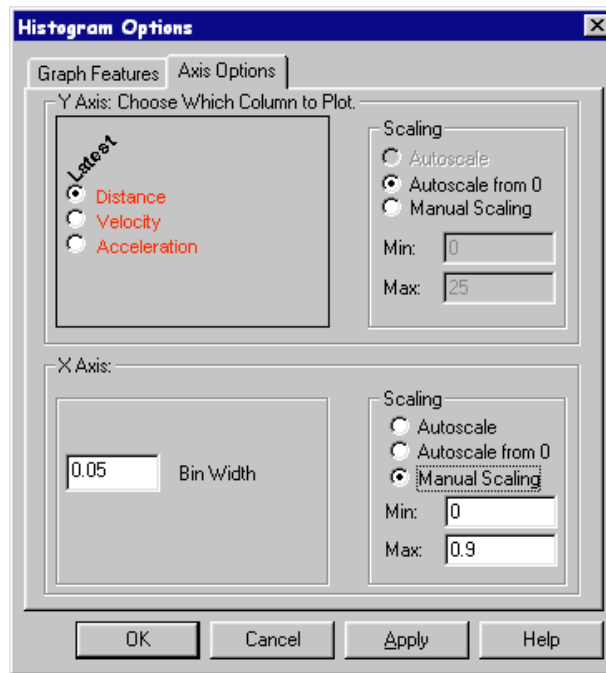 Histogram Options
Graph Features Axis Options
Y Axis: Choose Which Column to Plot.
Latest
Distance
Velocity
Acceleration
Scaling
Autoscale
Autoscale from 0
Manual Scaling
Min: 0
Max: 25
X Axis:
0.05 Bin Width
Scaling
Autoscale
Autoscale from 0
Manual Scaling
Min: 0
Max: 0.9
OK Cancel Apply Help